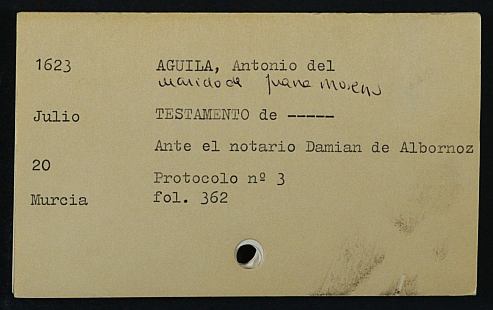 1623 AGUILA, Antonio del
marido de Juana Moreno
Julio TESTAMENTO de -----
Ante el notario Damian de Albornoz
20
Protocolo nº 3
Murcia fol. 362